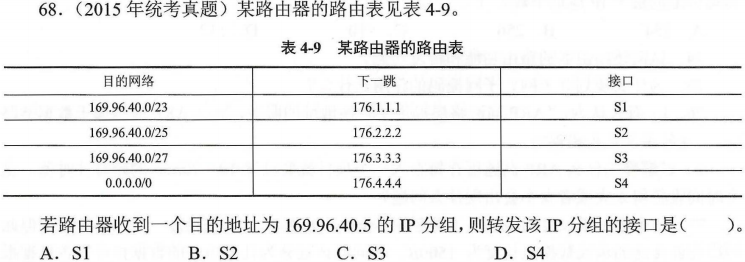 68.（2015 年统考真题）某路由器的路由表见表 4-9。
表 4-9 某路由器的路由表
目的网络 下一跳 接口
169.96.40.0/23 176.1.1.1 S1
169.96.40.0/25 176.2.2.2 S2
169.96.40.0/27 176.3.3.3 S3
0.0.0.0/0 176.4.4.4 S4
若路由器收到一个目的地址为 169.96.40.5 的 IP 分组，则转发该 IP 分组的接口是（ ）。
A. S1 B. S2 C. S3 D. S4